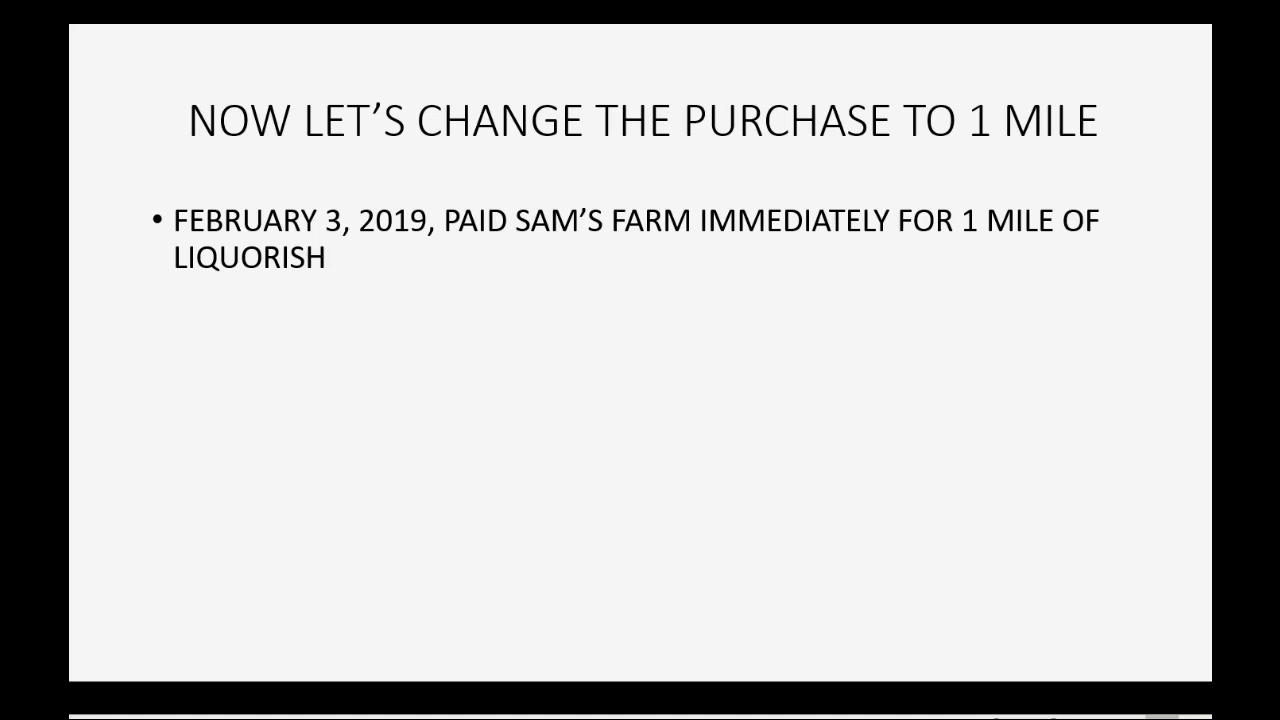 NOW LET’S CHANGE THE PURCHASE TO 1 MILE
• FEBRUARY 3, 2019, PAID SAM’S FARM IMMEDIATELY FOR 1 MILE OF
LIQUORISH